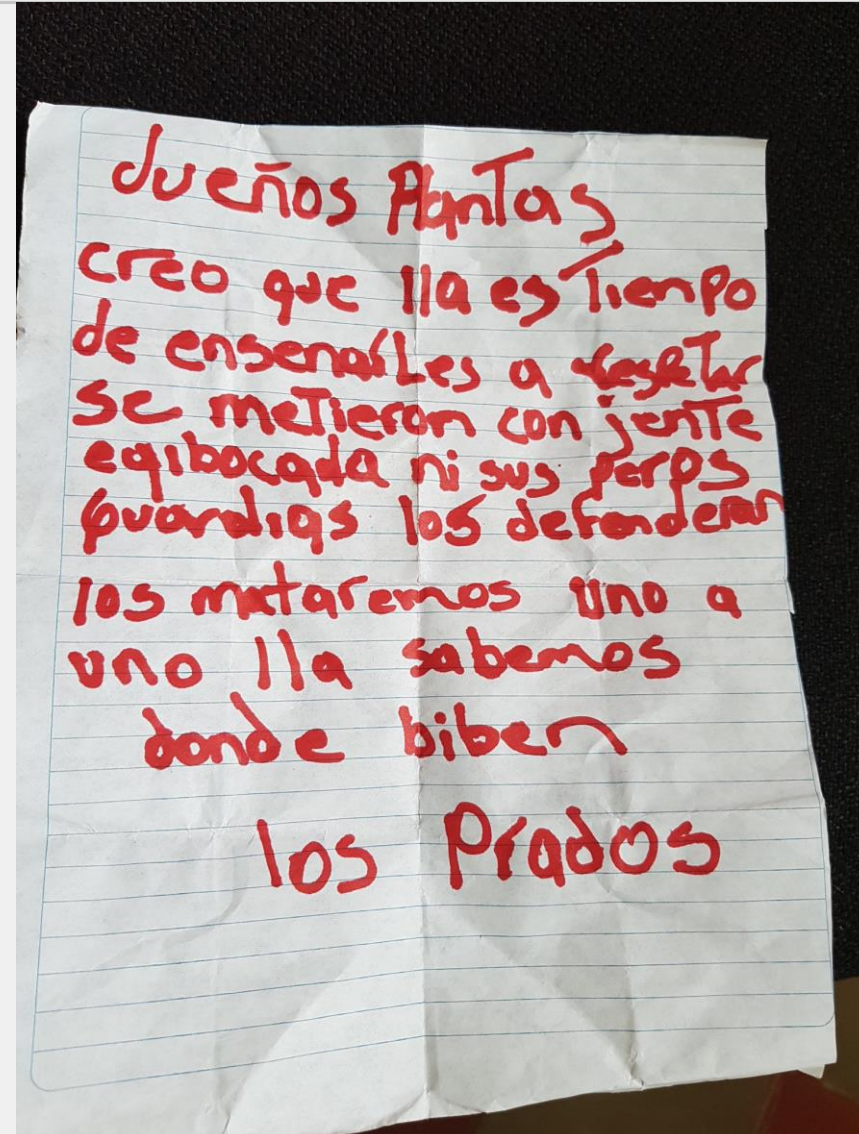 dueños Plantas
creo que lla es Tienpo
de ensenarLes a respetar
se meTieron con jente
eqibocada ni sus perros
guardias los defenderan
los mataremos uno a
uno lla sabemos
donde biben
los Prados